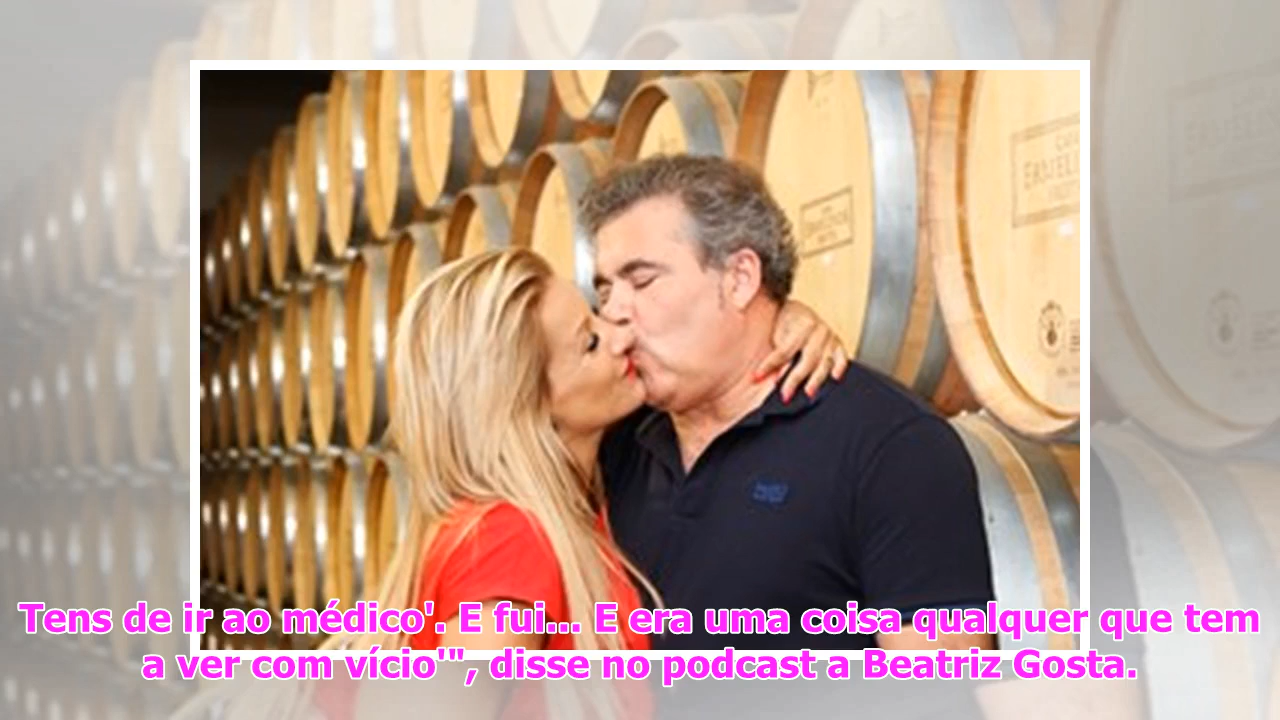 Tens de ir ao médico'. E fui... E era uma coisa qualquer que tem
a ver com vício'", disse no podcast a Beatriz Gosta.